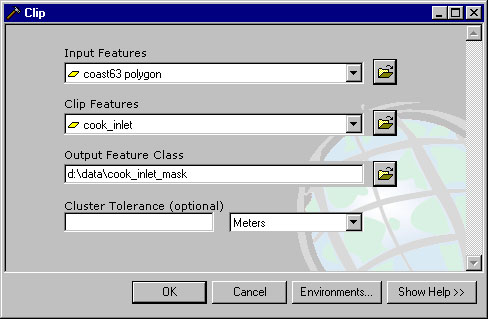 Clip
Input Features
coast63 polygon
Clip Features
cook_inlet
Output Feature Class
d:\data\cook_inlet_mask
Cluster Tolerance (optional)
Meters
OK Cancel Environments... Show Help >>